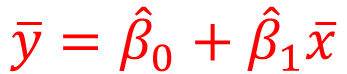 ȳ = β̂₀ + β̂₁x̄